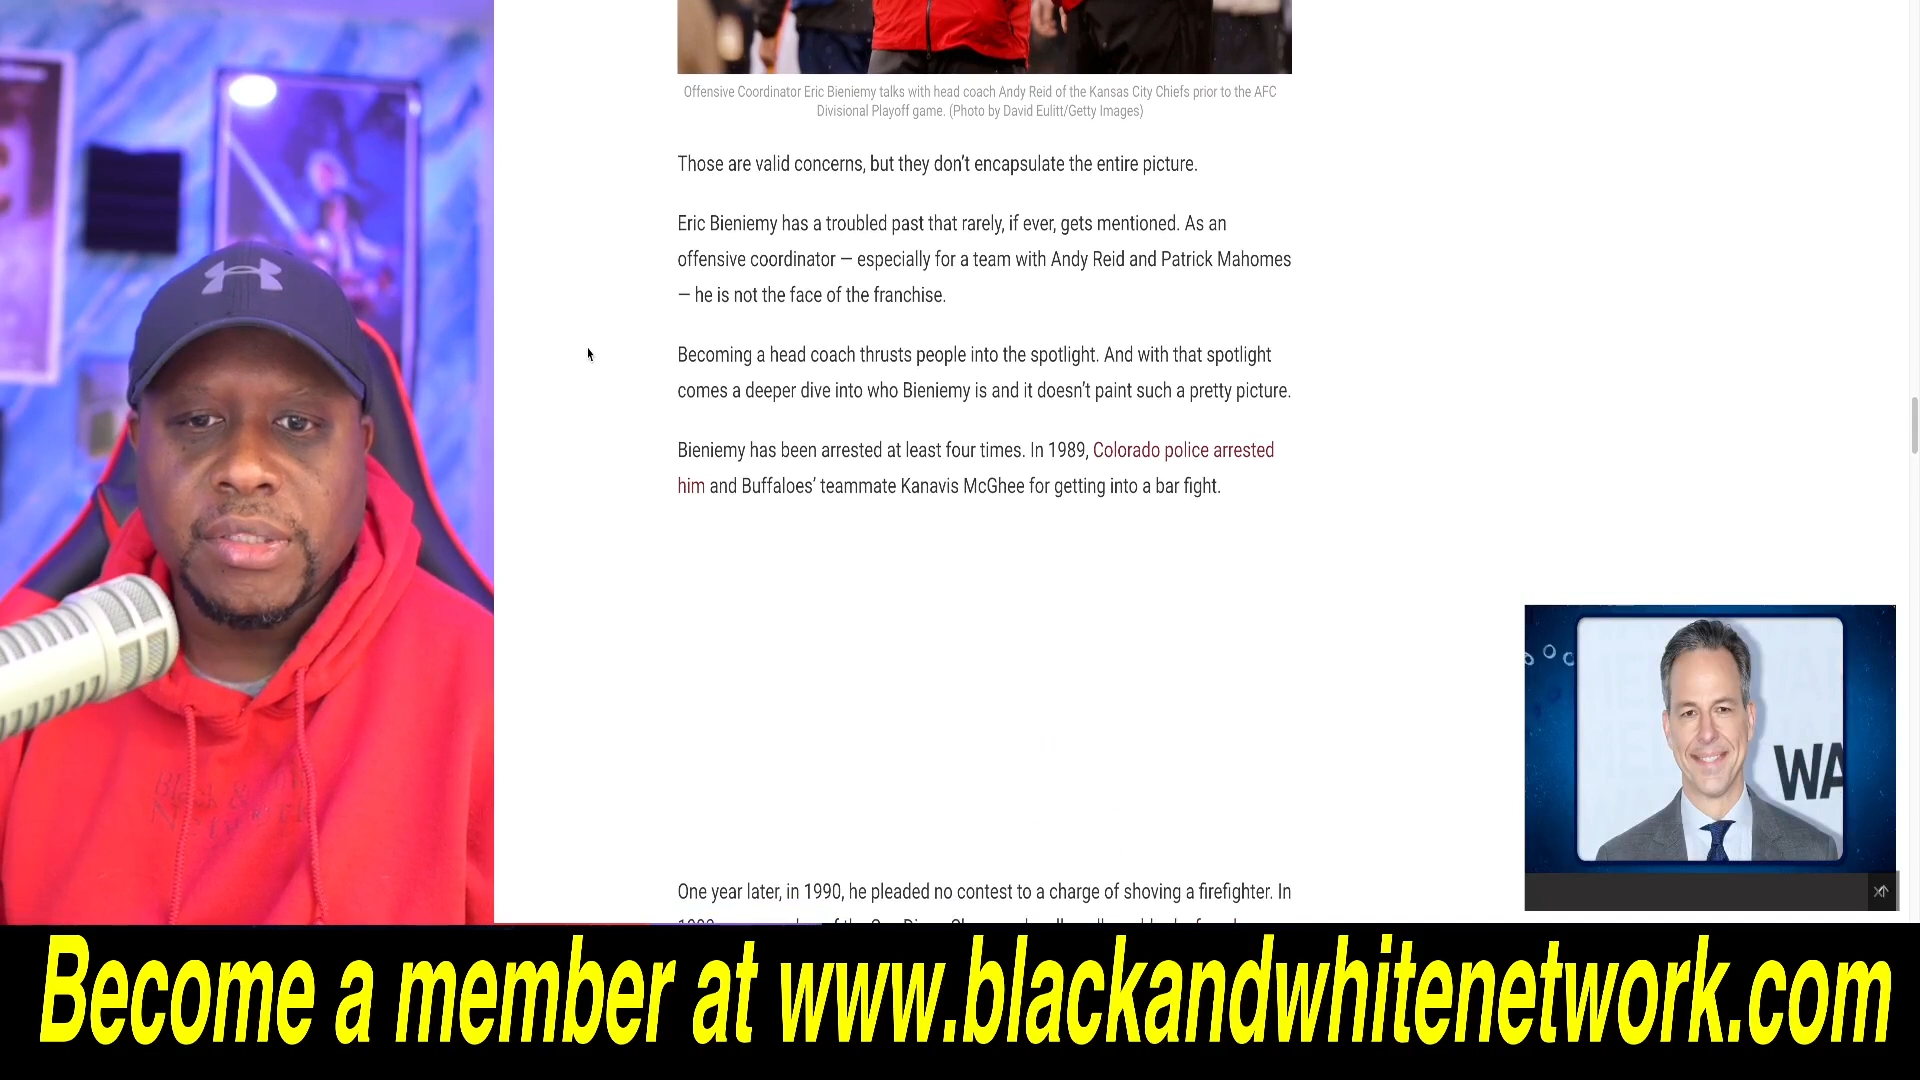 Offensive Coordinator Eric Bieniemy talks with head coach Andy Reid of the Kansas City Chiefs prior to the AFC
Divisional Playoff game. (Photo by David Eulitt/Getty Images)
Those are valid concerns, but they don’t encapsulate the entire picture.
Eric Bieniemy has a troubled past that rarely, if ever, gets mentioned. As an
offensive coordinator — especially for a team with Andy Reid and Patrick Mahomes
— he is not the face of the franchise.
Becoming a head coach thrusts people into the spotlight. And with that spotlight
comes a deeper dive into who Bieniemy is and it doesn’t paint such a pretty picture.
Bieniemy has been arrested at least four times. In 1989, Colorado police arrested
him and Buffaloes’ teammate Kanavis McGhee for getting into a bar fight.
WA
One year later, in 1990, he pleaded no contest to a charge of shoving a firefighter. In
Become a member at www.blackandwhitenetwork.com